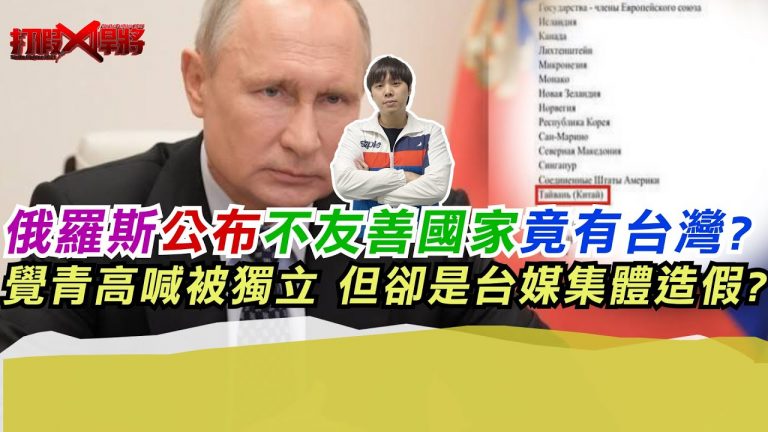 打假悍將
Государства - члены Европейского союза
Исландия
Канада
Лихтенштейн
Микронезия
Монако
Новая Зеландия
Норвегия
Республика Корея
Сан-Марино
Северная Македония
Сингапур
Соединенные Штаты Америки
Тайвань (Китай)
俄羅斯公布不友善國家竟有台灣?
覺青高喊被獨立 但卻是台媒集體造假?